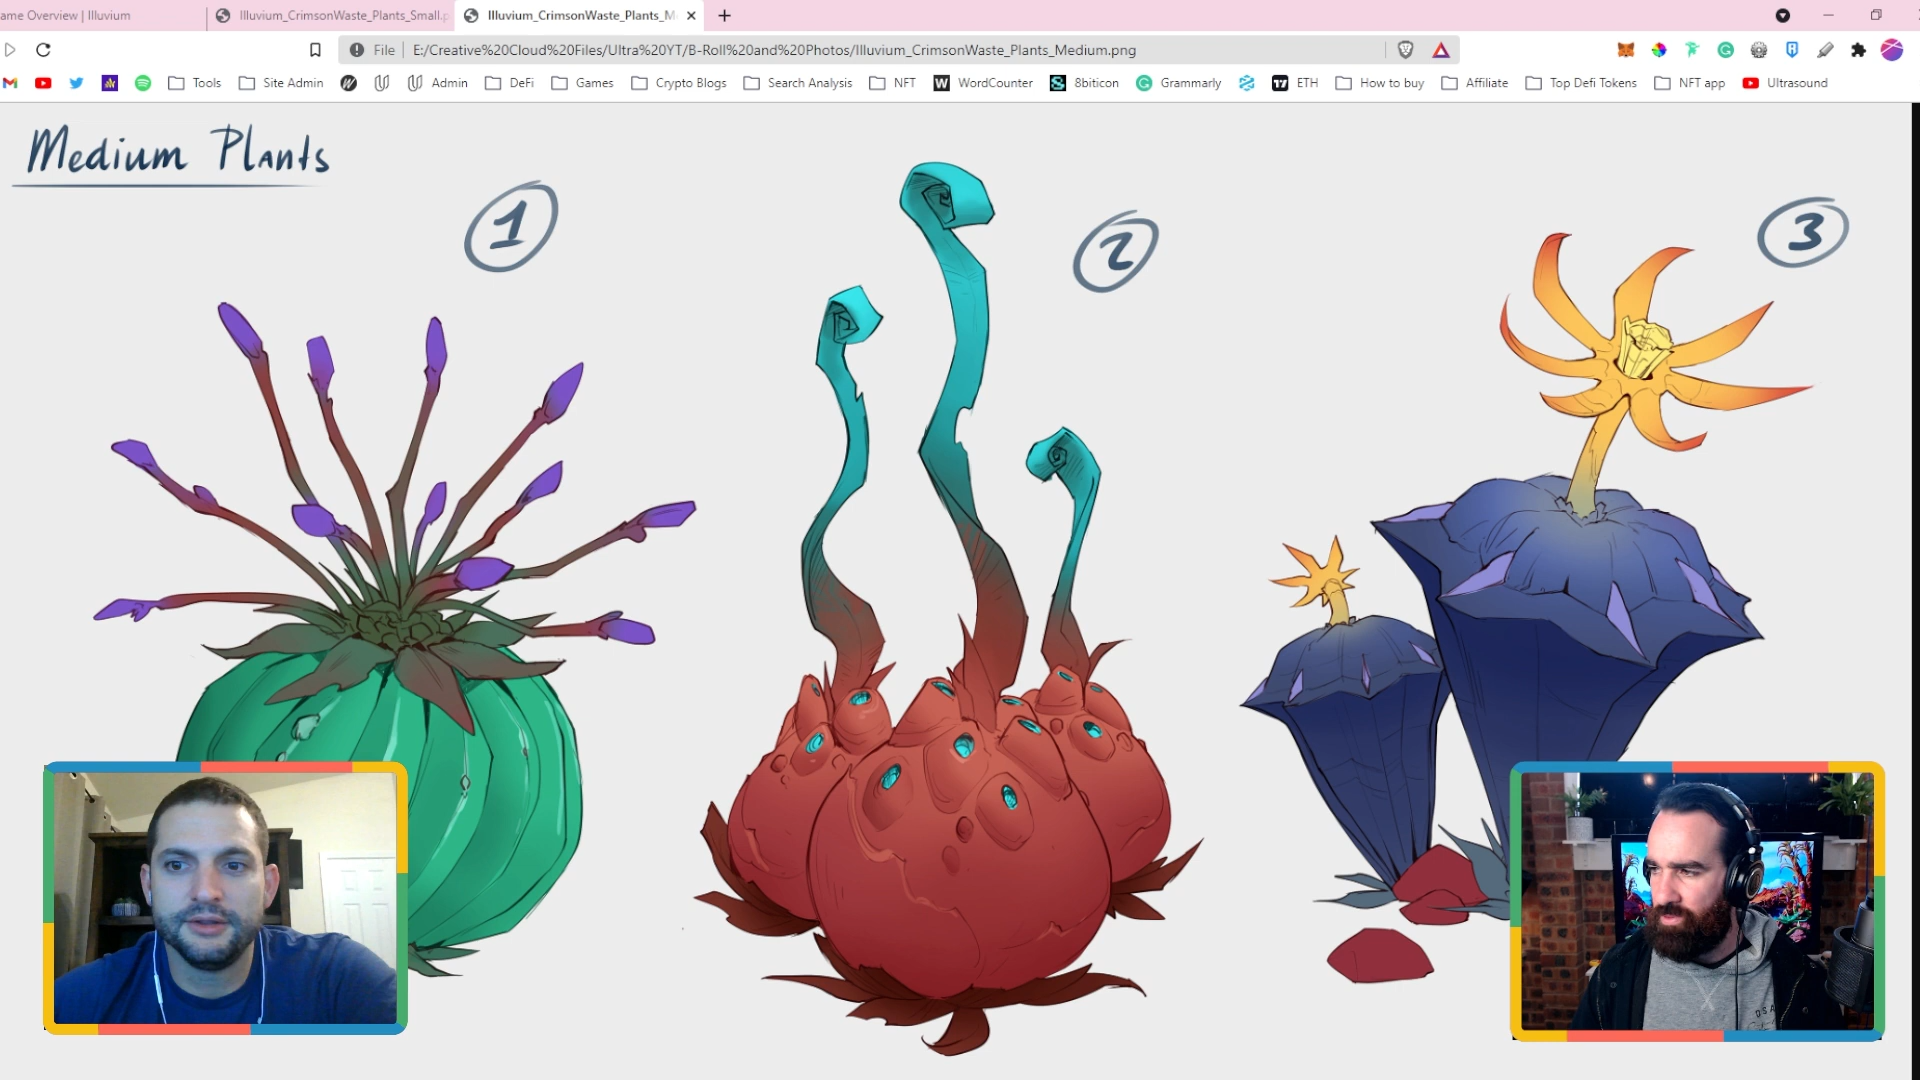 ame Overview | Illuvium
Illuvium_CrimsonWaste_Plants_Small.p
Illuvium_CrimsonWaste_Plants_M
File
E:/Creative%20Cloud%20Files/Ultra%20YT/B-Roll%20and%20Photos/Illuvium_CrimsonWaste_Plants_Medium.png
Tools
Site Admin
Admin
DeFi
Games
Crypto Blogs
Search Analysis
NFT
WordCounter
8biticon
Grammarly
ETH
How to buy
Affiliate
Top Defi Tokens
NFT app
Ultrasound
Medium Plants
1
2
3